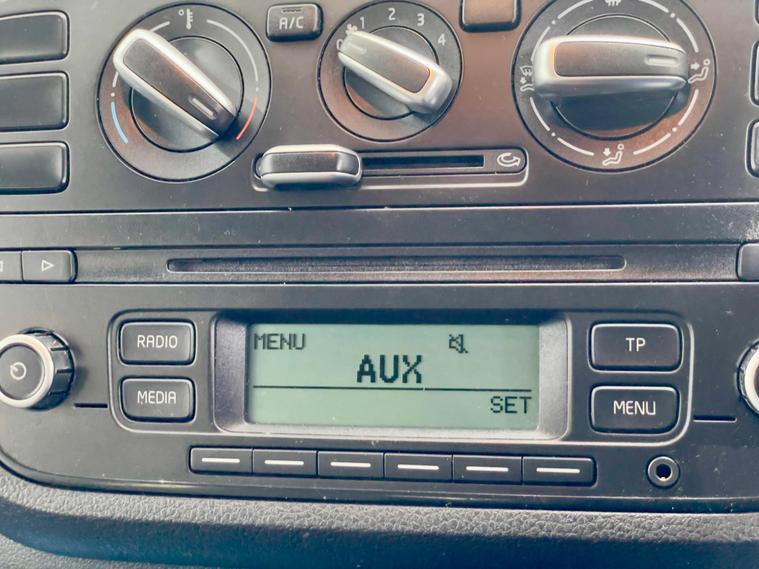 A/C
1 2 3 4
RADIO
MEDIA
MENU
AUX
SET
TP
MENU